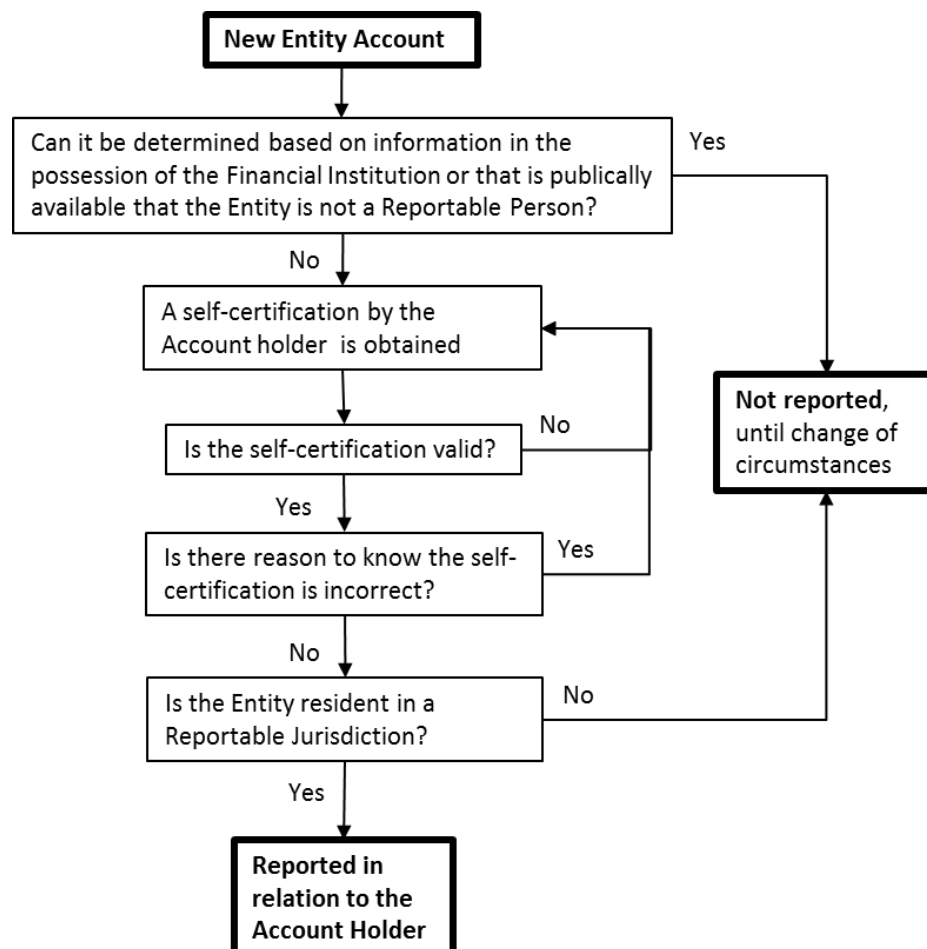 New Entity Account
Can it be determined based on information in the
possession of the Financial Institution or that is publically
available that the Entity is not a Reportable Person?
Yes
No
A self-certification by the
Account holder is obtained
Is the self-certification valid?
No
Yes
Not reported,
until change of
circumstances
Is there reason to know the self-
certification is incorrect?
Yes
No
Is the Entity resident in a
Reportable Jurisdiction?
No
Yes
Reported in
relation to the
Account Holder